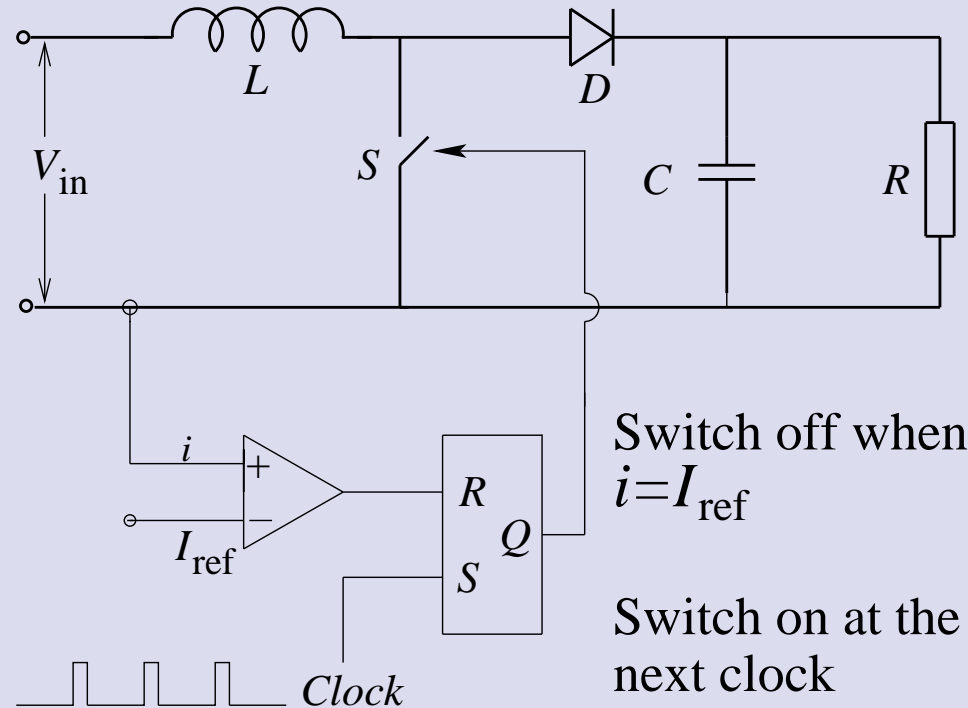 L
D
V_in
S
C
R
i
+
−
I_ref
R
S
Q
Clock
Switch off when
i=I_ref
Switch on at the
next clock